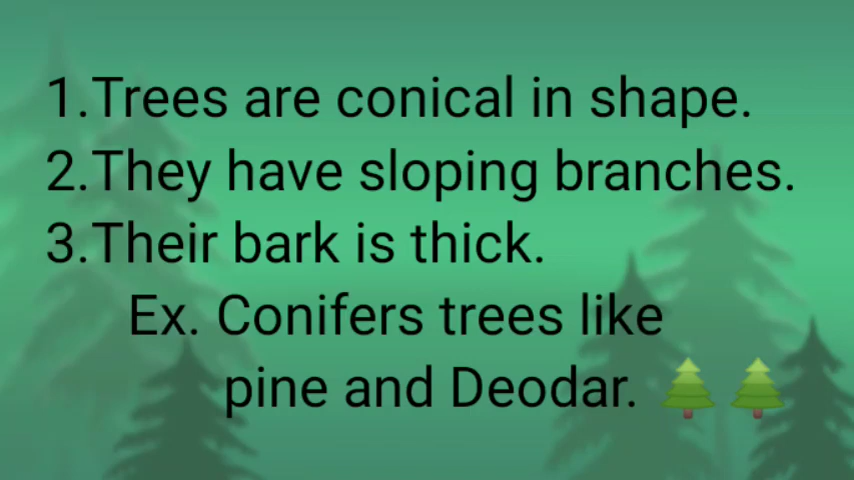 1.Trees are conical in shape.
2.They have sloping branches.
3.Their bark is thick.
Ex. Conifers trees like
pine and Deodar. 🌲🌲